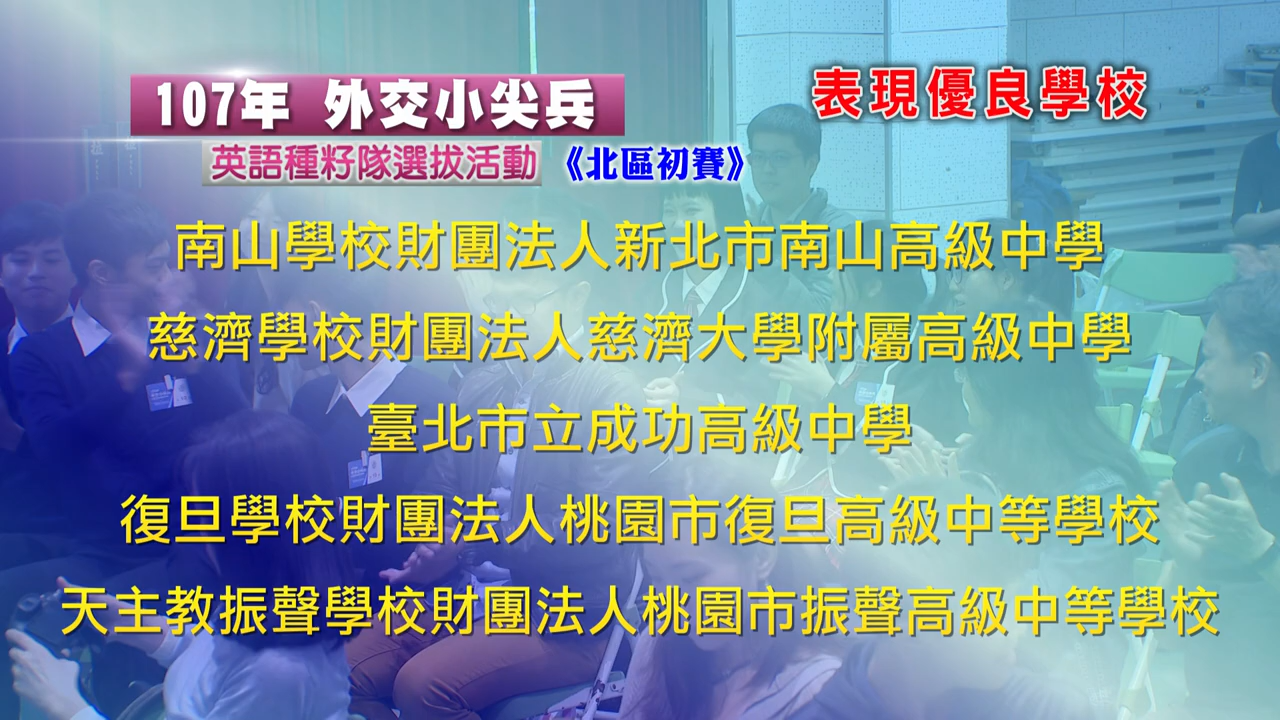 107年 外交小尖兵
表現優良學校
英語種籽隊選拔活動《北區初賽》
南山學校財團法人新北市南山高級中學
慈濟學校財團法人慈濟大學附屬高級中學
臺北市立成功高級中學
復旦學校財團法人桃園市復旦高級中等學校
天主教振聲學校財團法人桃園市振聲高級中等學校